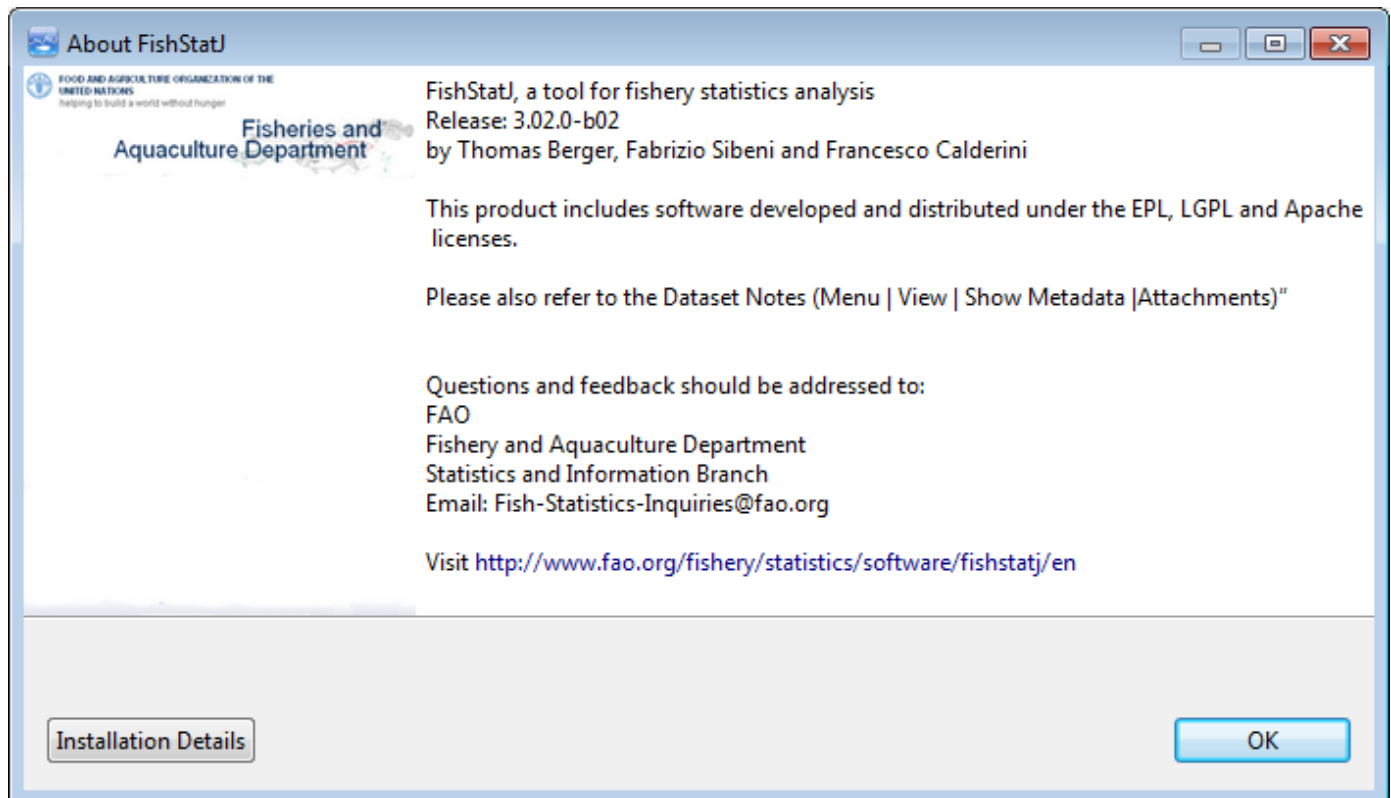 About FishStatJ
FOOD AND AGRICULTURE ORGANIZATION OF THE
UNITED NATIONS
helping to build a world without hunger
Fisheries and
Aquaculture Department
FishStatJ, a tool for fishery statistics analysis
Release: 3.02.0-b02
by Thomas Berger, Fabrizio Sibeni and Francesco Calderini
This product includes software developed and distributed under the EPL, LGPL and Apache
licenses.
Please also refer to the Dataset Notes (Menu | View | Show Metadata |Attachments)"
Questions and feedback should be addressed to:
FAO
Fishery and Aquaculture Department
Statistics and Information Branch
Email: Fish-Statistics-Inquiries@fao.org
Visit http://www.fao.org/fishery/statistics/software/fishstatj/en
Installation Details
OK